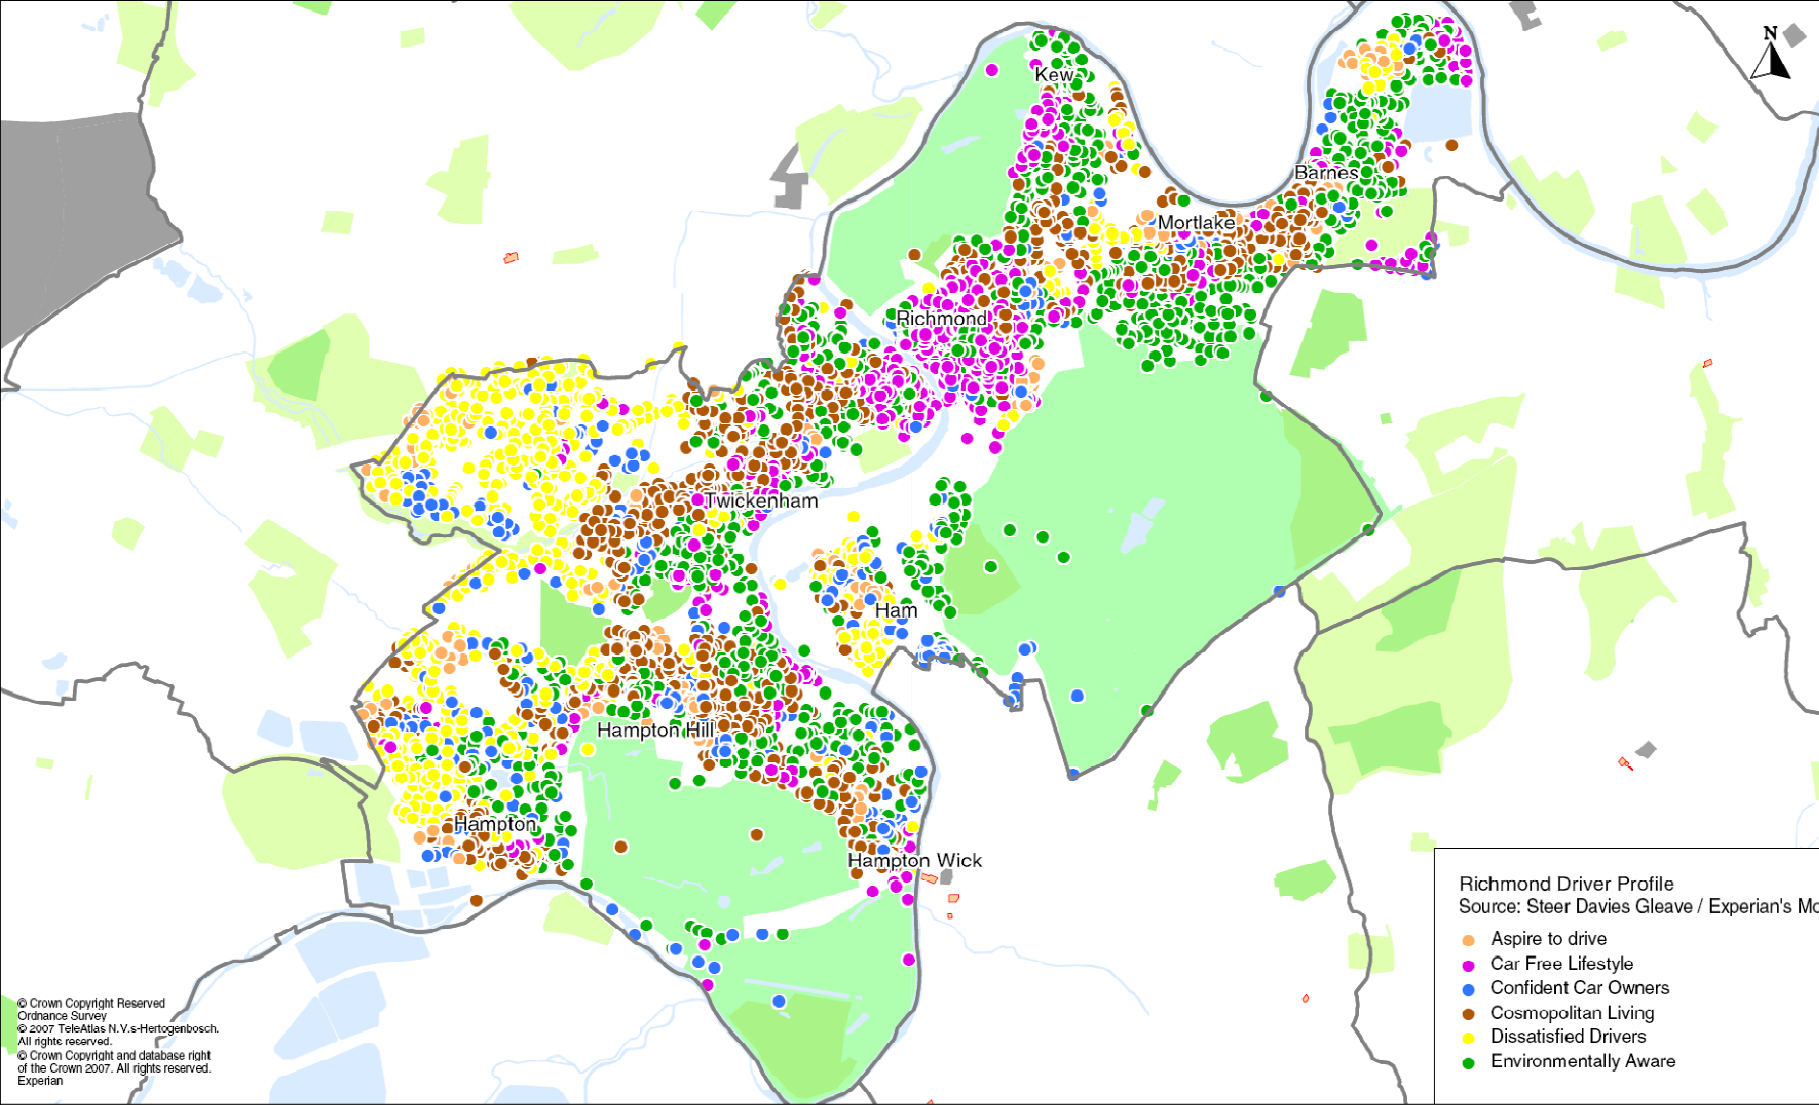 N
Kew
Barnes
Mortlake
Richmond
Twickenham
Ham
Hampton Hill
Hampton
Hampton Wick
Richmond Driver Profile
Source: Steer Davies Gleave / Experian's Mo
Aspire to drive
Car Free Lifestyle
Confident Car Owners
Cosmopolitan Living
Dissatisfied Drivers
Environmentally Aware
© Crown Copyright Reserved
Ordnance Survey
© 2007 TeleAtlas N.V.s-Hertogenbosch.
All rights reserved.
© Crown Copyright and database right
of the Crown 2007. All rights reserved.
Experian